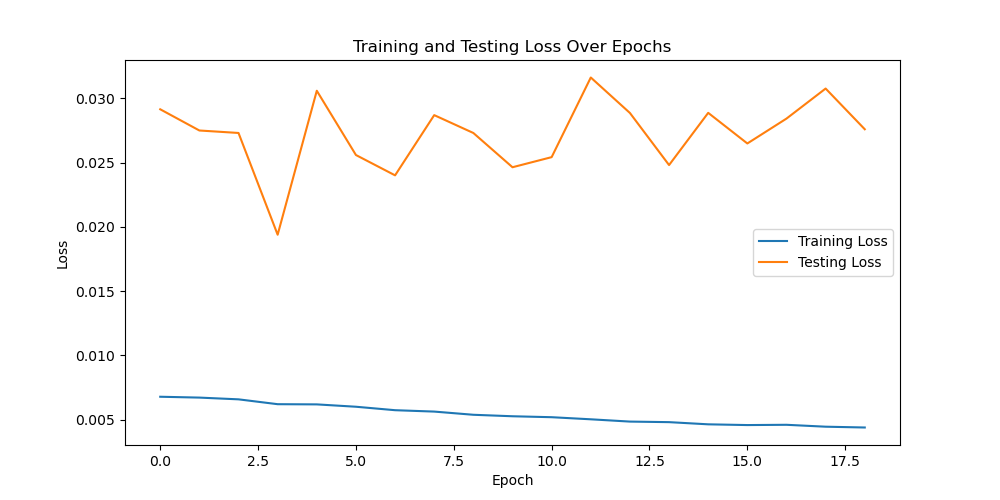 Training and Testing Loss Over Epochs
0.030
0.025
0.020
0.015
0.010
0.005
Loss
Training Loss
Testing Loss
0.0 2.5 5.0 7.5 10.0 12.5 15.0 17.5
Epoch